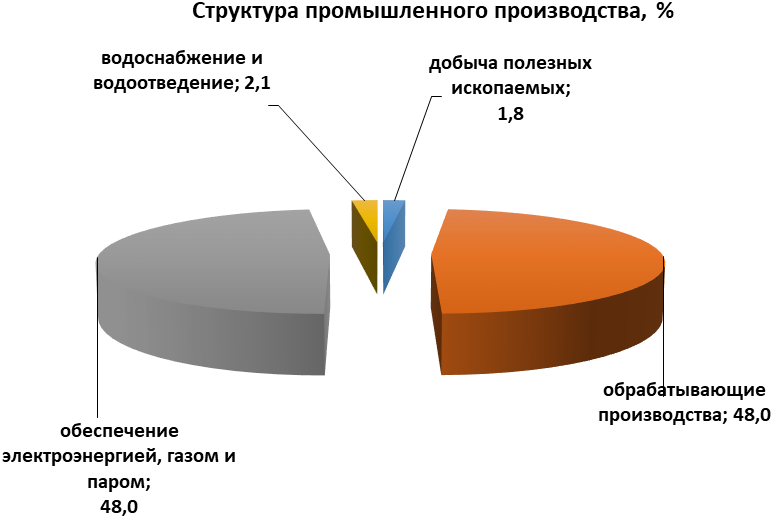 Структура промышленного производства, %
водоснабжение и
водоотведение; 2,1
добыча полезных
ископаемых;
1,8
обрабатывающие
производства; 48,0
обеспечение
электроэнергией, газом и
паром;
48,0